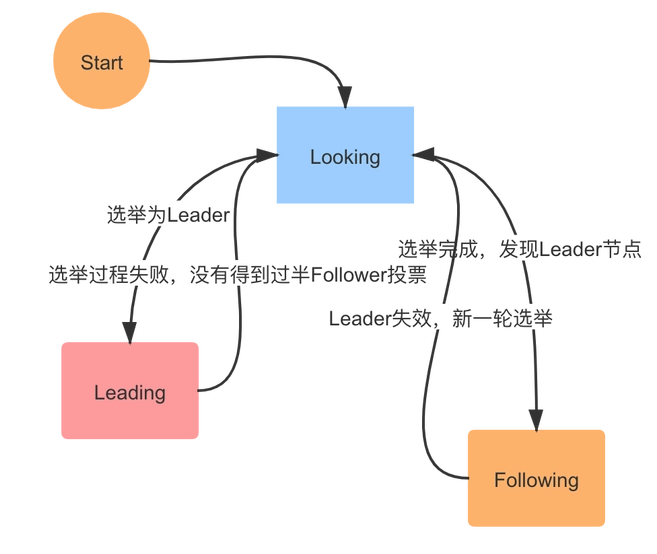 Start
Looking
选举为Leader
选举完成，发现Leader节点
选举过程失败，没有得到过半Follower投票
Leader失效，新一轮选举
Leading
Following